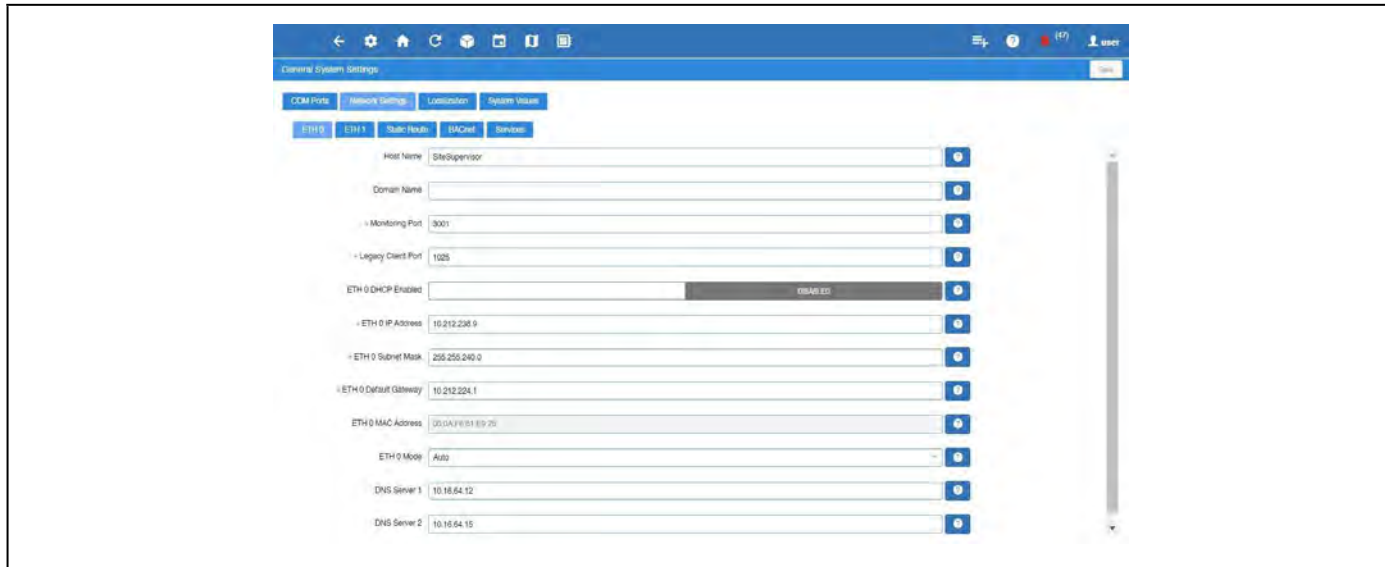 (47) user
General System Settings Save
COM Ports Network Settings Localization System Values
ETH 0 ETH 1 Static Route BACnet Services
Host Name SiteSupervisor
Domain Name
Monitoring Port 3001
Legacy Client Port 1025
ETH 0 DHCP Enabled DISABLED
ETH 0 IP Address 10.212.238.9
ETH 0 Subnet Mask 255.255.240.0
ETH 0 Default Gateway 10.212.224.1
ETH 0 MAC Address
ETH 0 Mode Auto
DNS Server 1 10.16.64.12
DNS Server 2 10.16.64.15